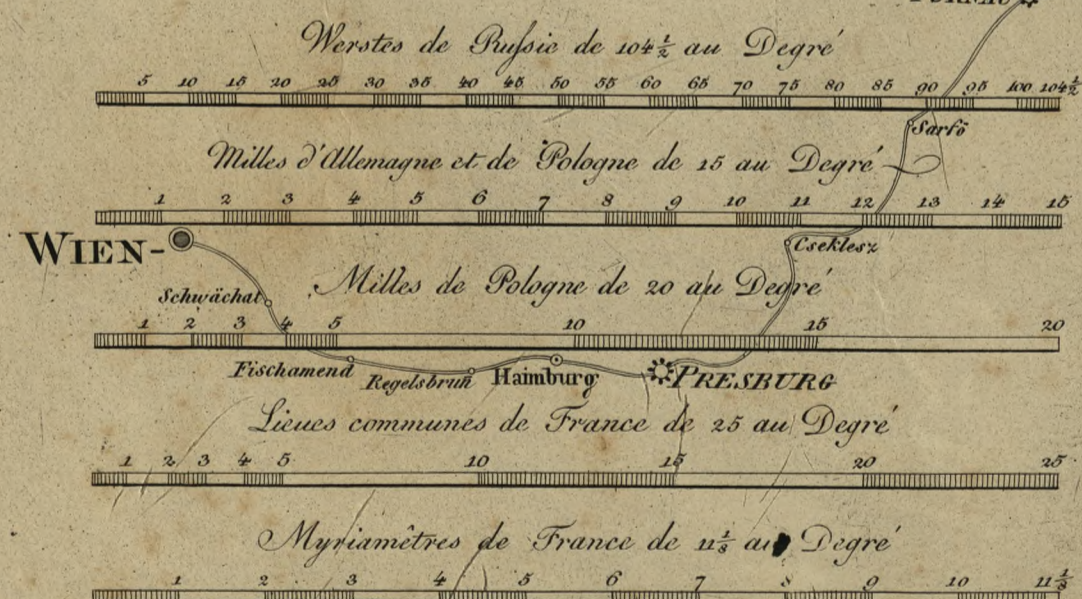 Werstes de Russie de 104½ au Degré
5 10 15 20 25 30 35 40 45 50 55 60 65 70 75 80 85 90 95 100 104½
Sarfö
Milles d'Allemagne et de Pologne de 15 au Degré
1 2 3 4 5 6 7 8 9 10 11 12 13 14 15
WIEN-
Cseklesz
Milles de Pologne de 20 au Degré
Schwächat
1 2 3 4 5 10 15 20
Fischamend Regelsbrun̄ Haimburg PRESBURG
Lieues communes de France de 25 au Degré
1 2 3 4 5 10 15 20 25
Myriamêtres de France de 11⅛ au Degré
1 2 3 4 5 6 7 8 9 10 11⅛